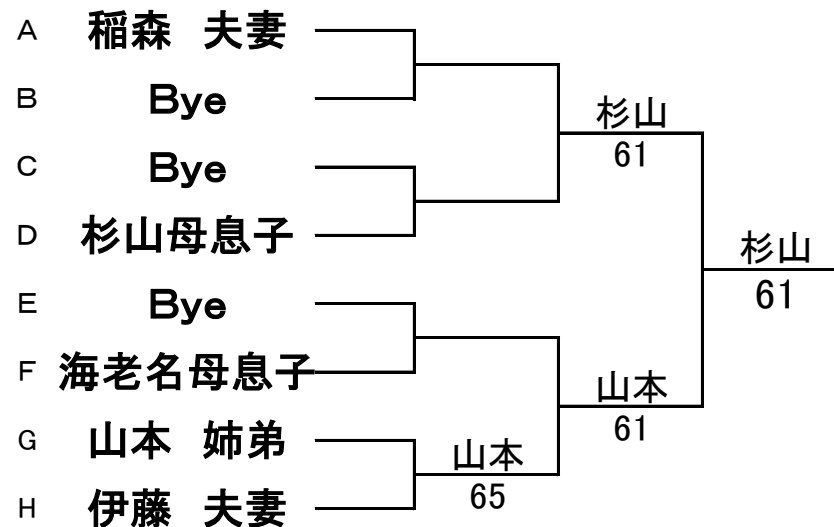 A 稲森 夫妻
B Bye
杉山
61
C Bye
D 杉山母息子
杉山
61
E Bye
F 海老名母息子
山本
61
G 山本 姉弟
山本
65
H 伊藤 夫妻